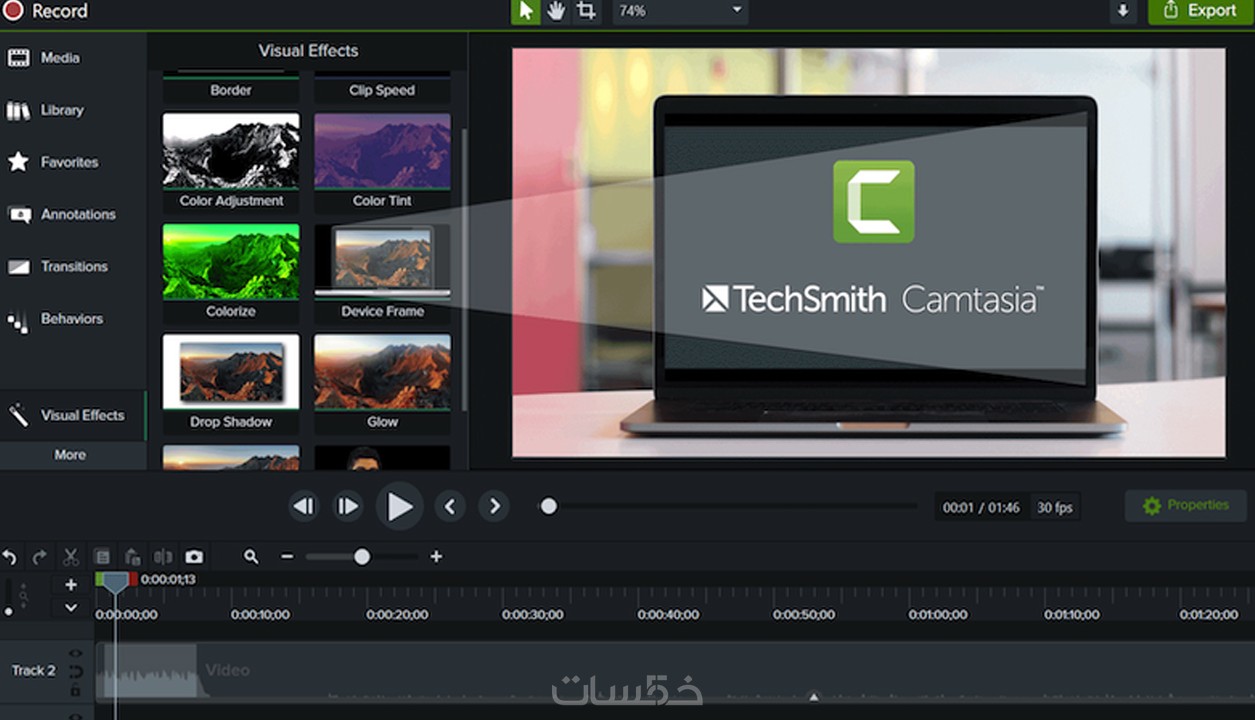 Record
74%
Export
Media
Library
Favorites
Annotations
Transitions
Behaviors
Visual Effects
More
Visual Effects
Border
Clip Speed
Color Adjustment
Color Tint
Colorize
Device Frame
Drop Shadow
Glow
TechSmith Camtasia™
00:01 / 01:46
30 fps
Properties
0:00:01;13
0:00:00;00
0:00:10;00
0:00:20;00
0:00:30;00
0:00:40;00
0:00:50;00
0:01:00;00
0:01:10;00
0:01:20;00
Track 2
Video
خمسات